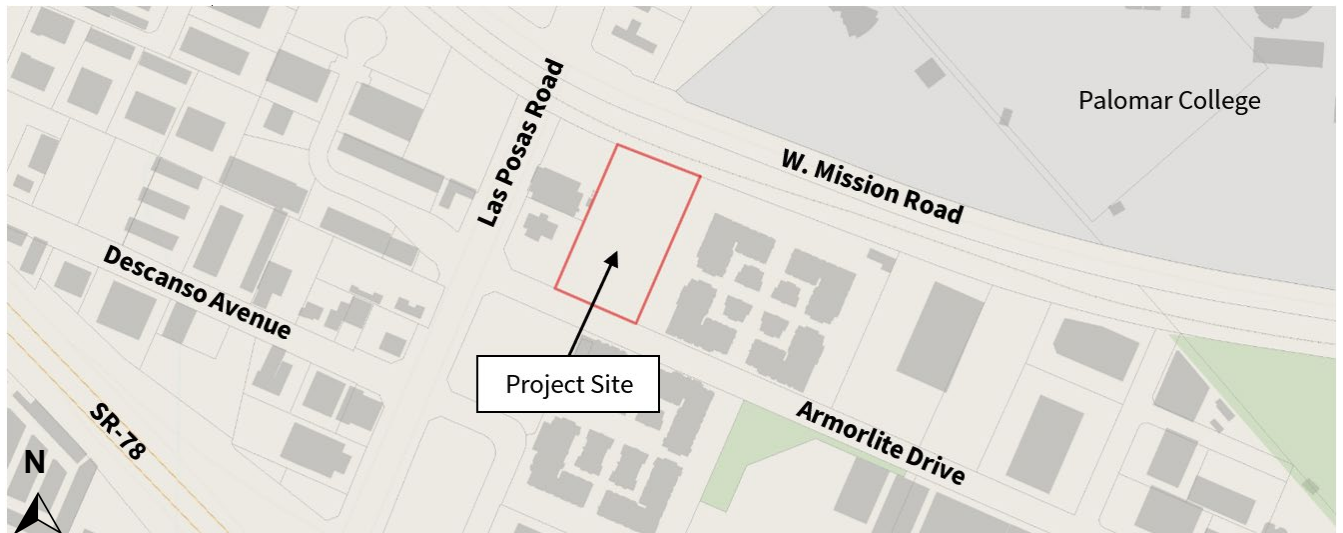 Palomar College
Las Posas Road
W. Mission Road
Descanso Avenue
Project Site
SR-78
Armorlite Drive
N